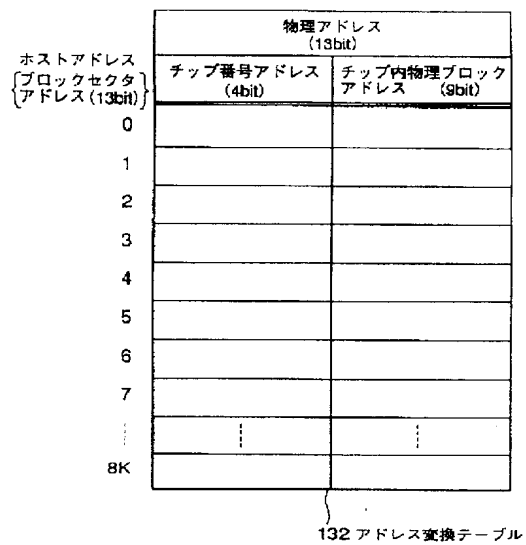 物理アドレス
(13bit)
ホストアドレス
{ブロックセクタ
アドレス(13bit)}
チップ番号アドレス
(4bit)
チップ内物理ブロック
アドレス (9bit)
0
1
2
3
4
5
6
7
8K
132 アドレス変換テーブル